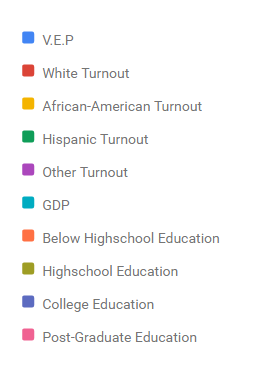 V.E.P
White Turnout
African-American Turnout
Hispanic Turnout
Other Turnout
GDP
Below Highschool Education
Highschool Education
College Education
Post-Graduate Education